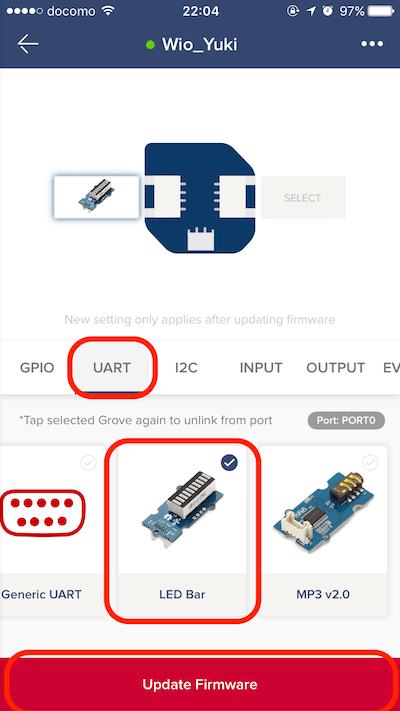 docomo 22:04 97%
Wio_Yuki
SELECT
New setting only applies after updating firmware
GPIO UART I2C INPUT OUTPUT EV
*Tap selected Grove again to unlink from port Port: PORT0
Generic UART LED Bar MP3 v2.0
Update Firmware